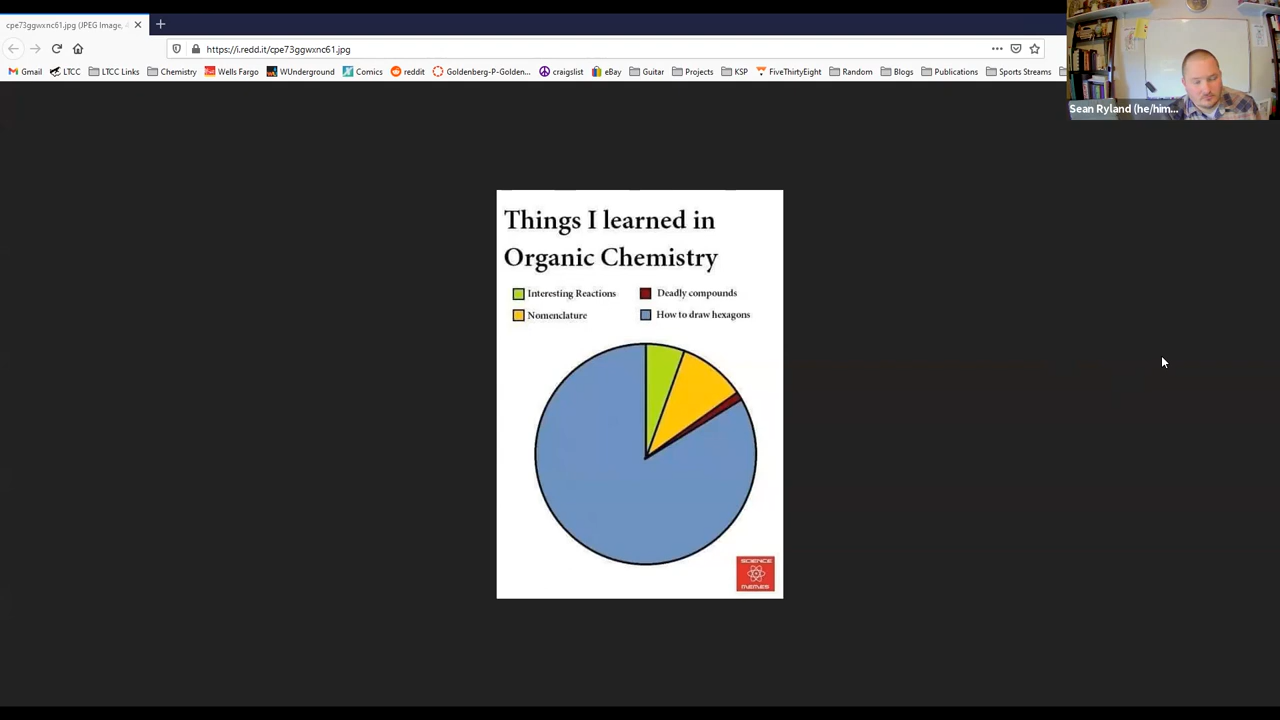 cpe73ggwxnc61.jpg (JPEG Image,
https://i.redd.it/cpe73ggwxnc61.jpg
Gmail LTCC LTCC Links Chemistry Wells Fargo WUnderground Comics reddit Goldenberg-P-Golden... craigslist eBay Guitar Projects KSP FiveThirtyEight Random Blogs Publications Sports Streams
Sean Ryland (he/him...
Things I learned in
Organic Chemistry
Interesting Reactions Deadly compounds
Nomenclature How to draw hexagons
SCIENCE
MEMES